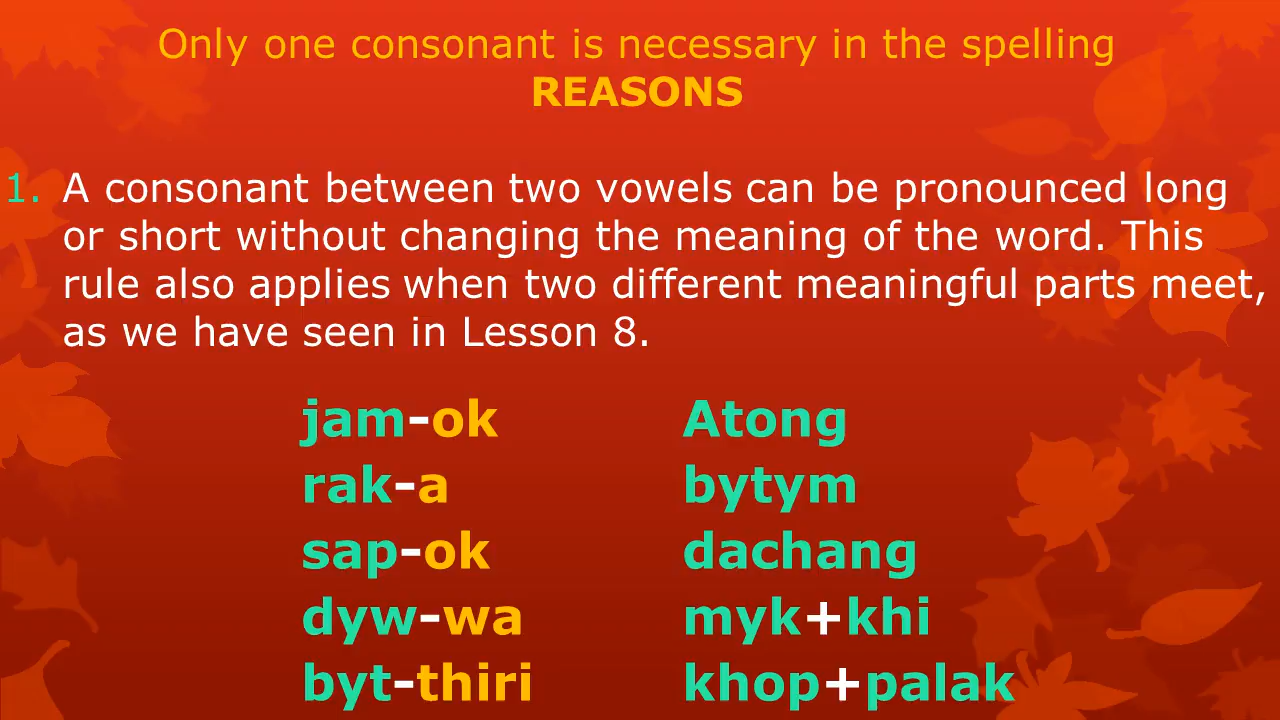 Only one consonant is necessary in the spelling
REASONS
1. A consonant between two vowels can be pronounced long
or short without changing the meaning of the word. This
rule also applies when two different meaningful parts meet,
as we have seen in Lesson 8.
jam-ok Atong
rak-a bytym
sap-ok dachang
dyw-wa myk+khi
byt-thiri khop+palak